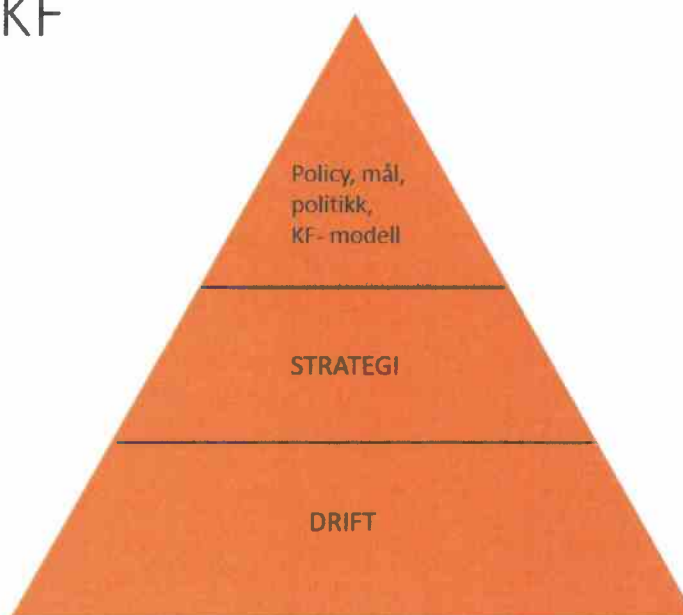 KF
Policy, mål,
politikk,
KF- modell
STRATEGI
DRIFT